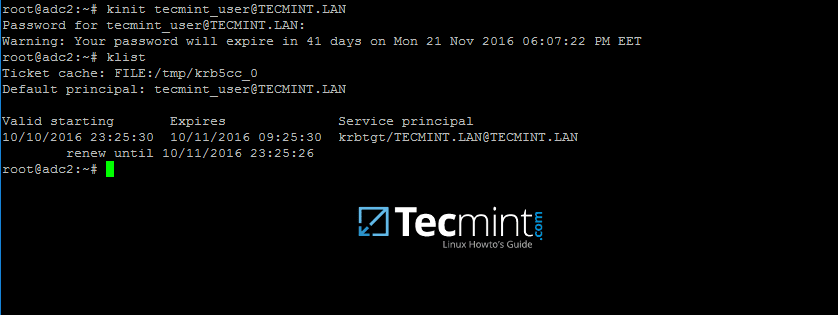 root@adc2:~# kinit tecmint_user@TECMINT.LAN
Password for tecmint_user@TECMINT.LAN:
Warning: Your password will expire in 41 days on Mon 21 Nov 2016 06:07:22 PM EET
root@adc2:~# klist
Ticket cache: FILE:/tmp/krb5cc_0
Default principal: tecmint_user@TECMINT.LAN
Valid starting       Expires              Service principal
10/10/2016 23:25:30  10/11/2016 09:25:30  krbtgt/TECMINT.LAN@TECMINT.LAN
        renew until 10/11/2016 23:25:26
root@adc2:~#
Tecmint.com
Linux Howto's Guide